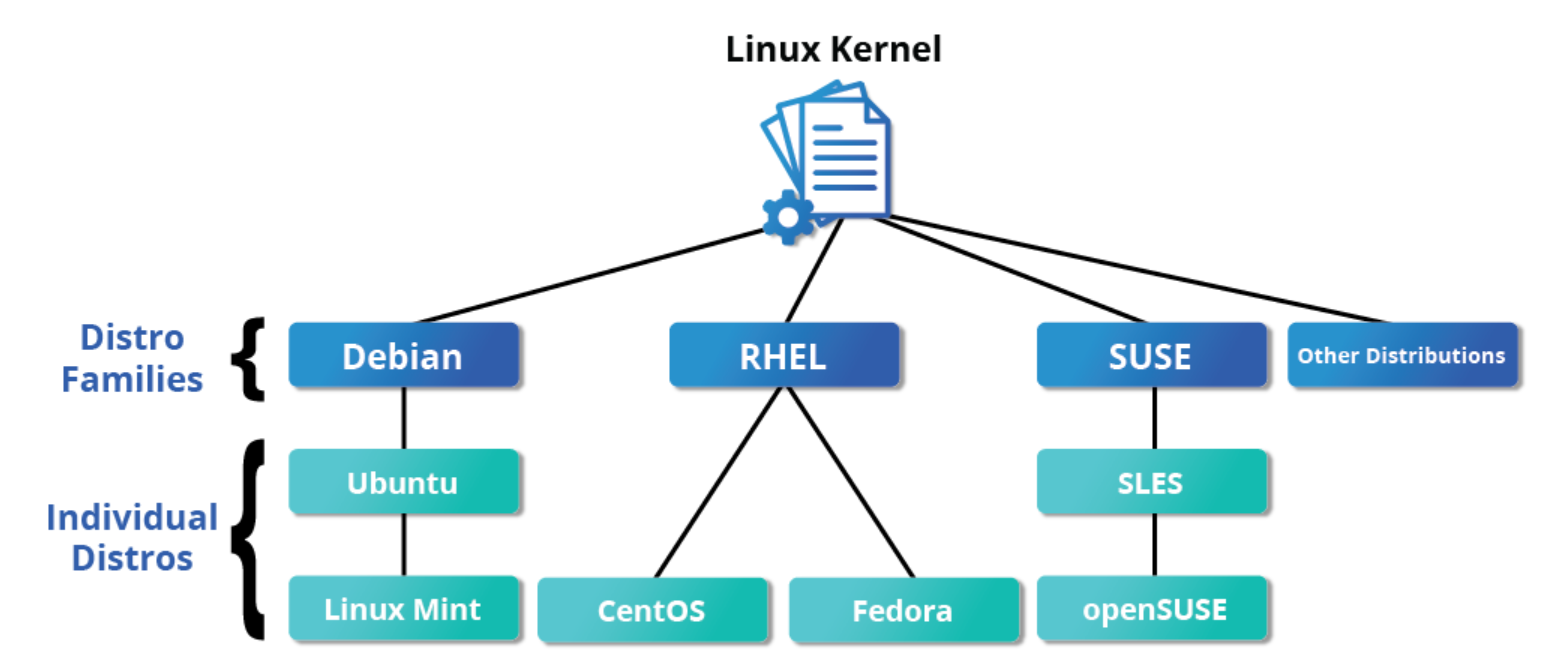 Linux Kernel
Distro
Families
Debian
RHEL
SUSE
Other Distributions
Individual
Distros
Ubuntu
SLES
Linux Mint
CentOS
Fedora
openSUSE